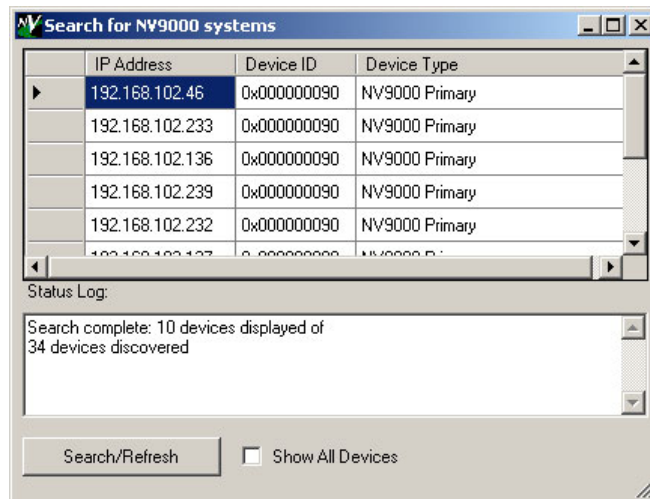 Search for NV9000 systems
IP Address Device ID Device Type
192.168.102.46 0x000000090 NV9000 Primary
192.168.102.233 0x000000090 NV9000 Primary
192.168.102.136 0x000000090 NV9000 Primary
192.168.102.239 0x000000090 NV9000 Primary
192.168.102.232 0x000000090 NV9000 Primary
Status Log:
Search complete: 10 devices displayed of
34 devices discovered
Search/Refresh Show All Devices